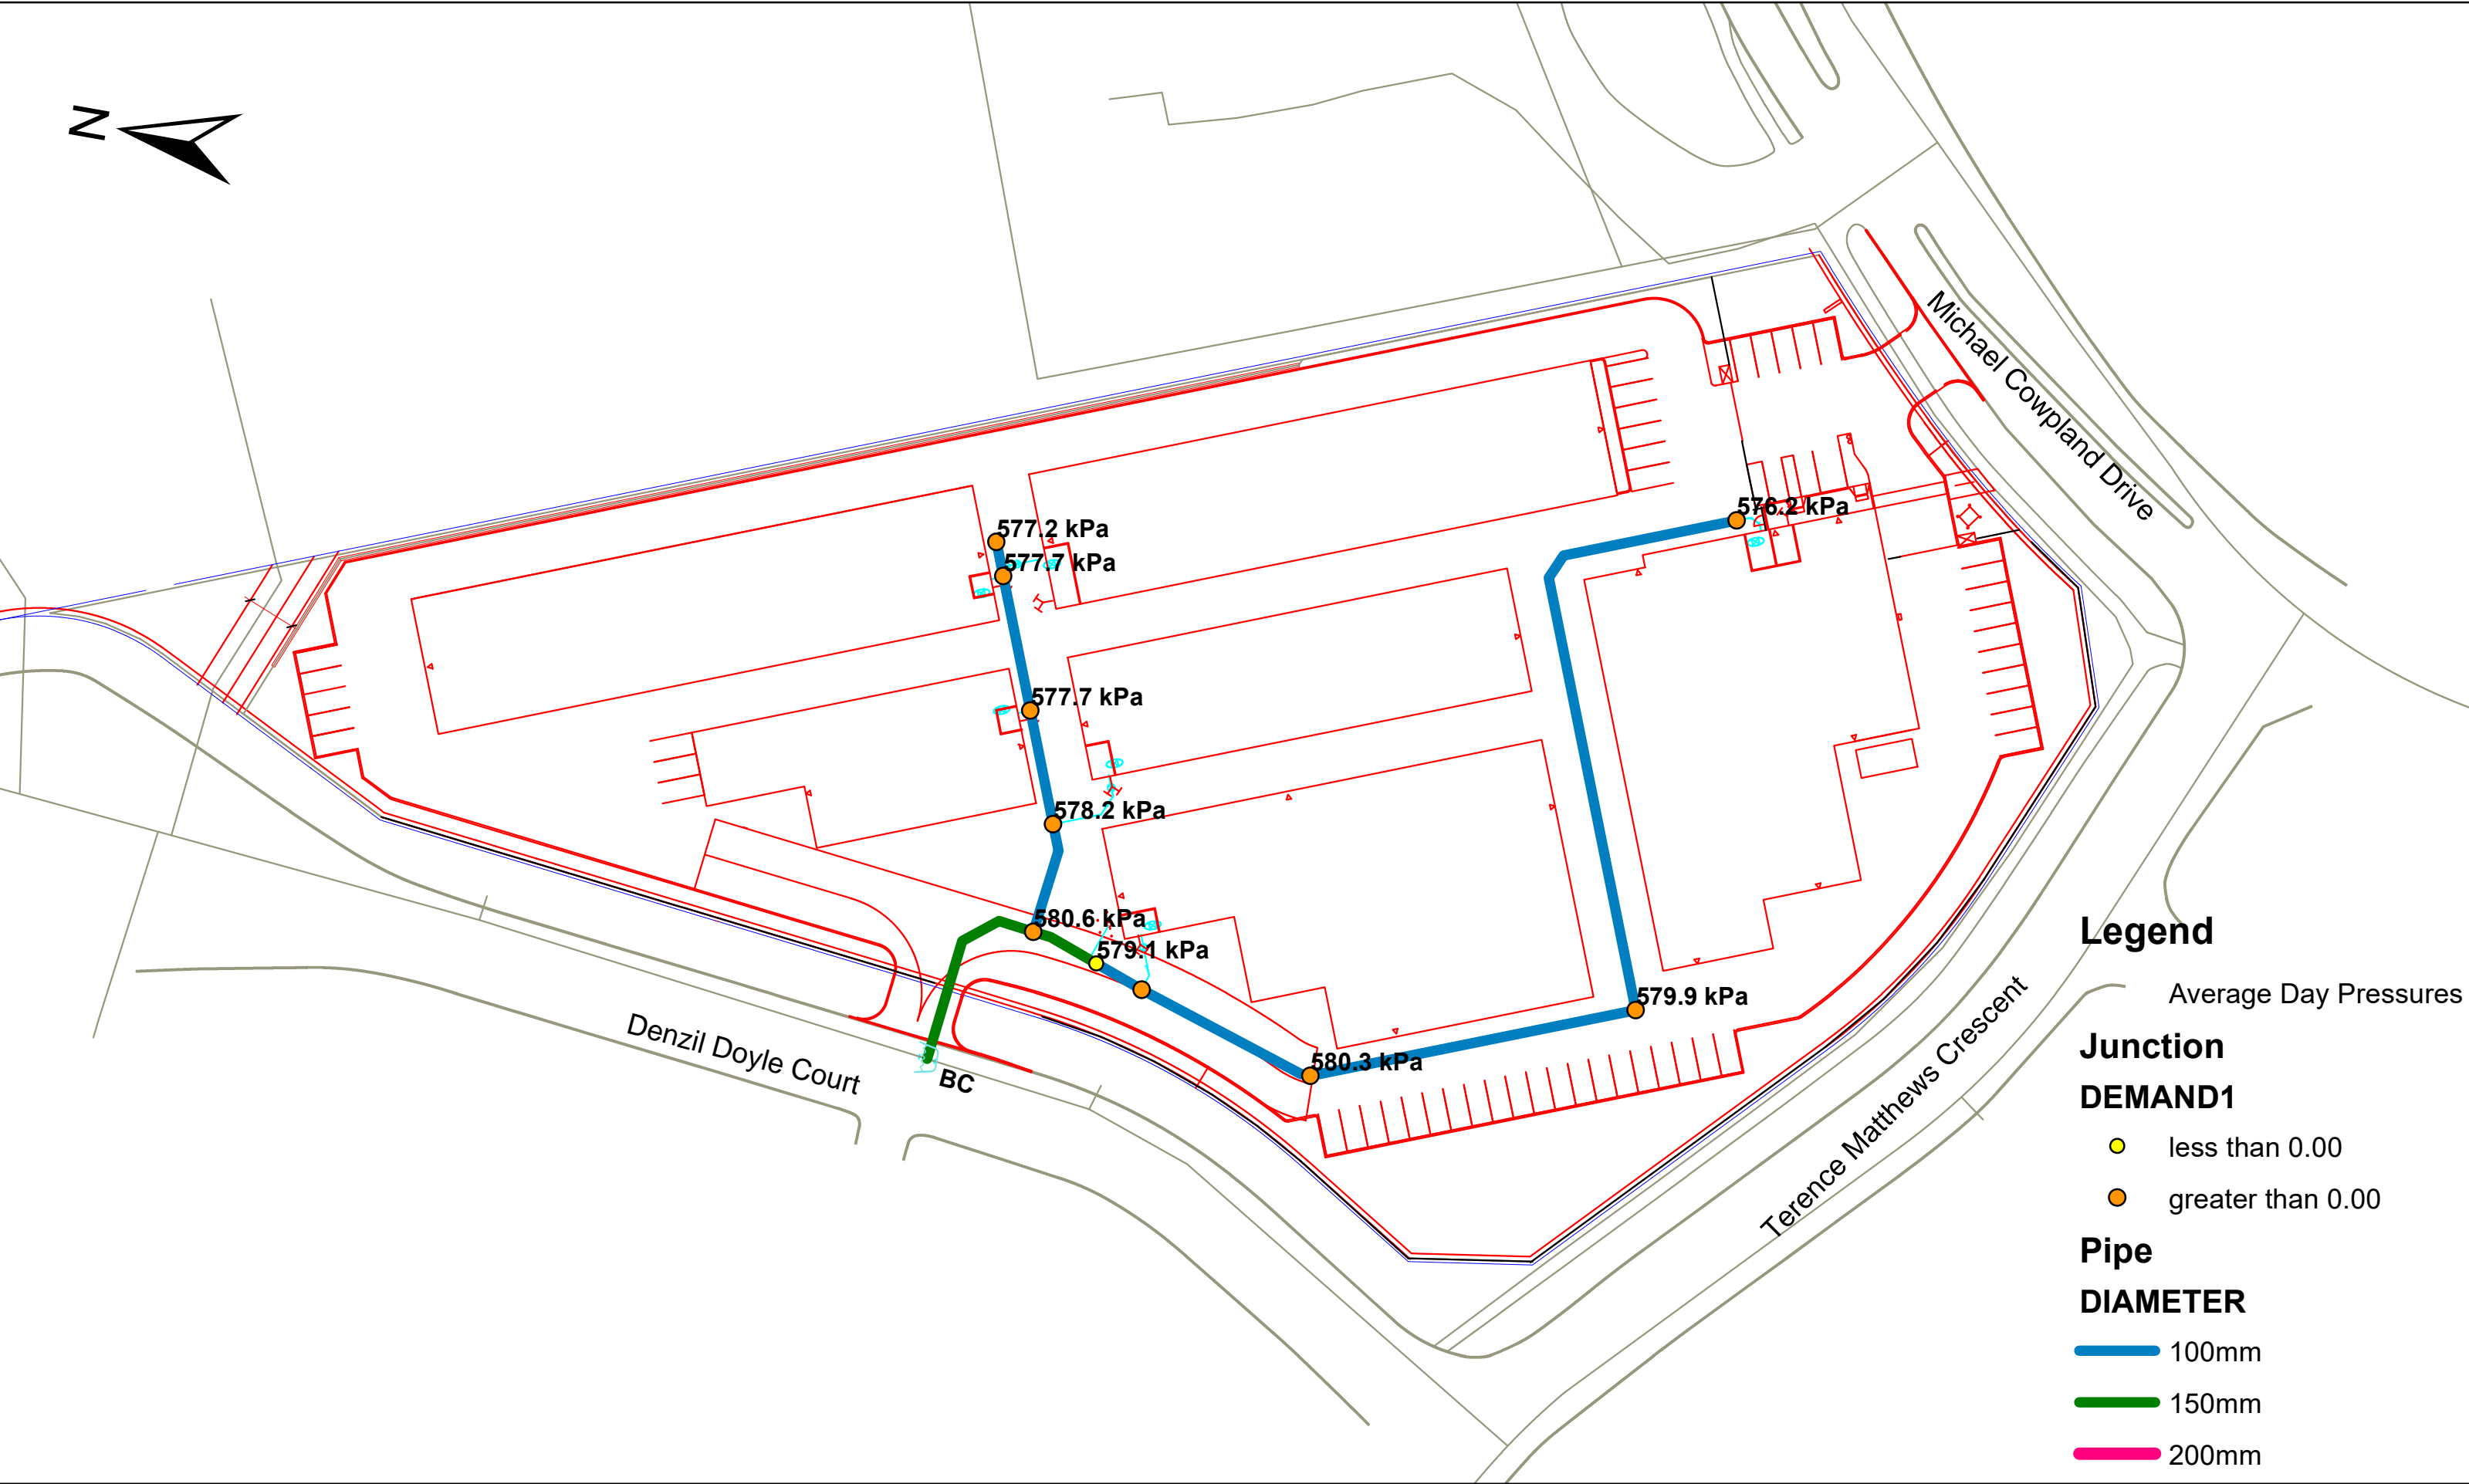 N
Michael Cowpland Drive
576.2 kPa
577.2 kPa
577.7 kPa
577.7 kPa
578.2 kPa
580.6 kPa
579.1 kPa
579.9 kPa
580.3 kPa
BC
Denzil Doyle Court
Terence Matthews Crescent
Legend
Average Day Pressures
Junction
DEMAND1
less than 0.00
greater than 0.00
Pipe
DIAMETER
100mm
150mm
200mm